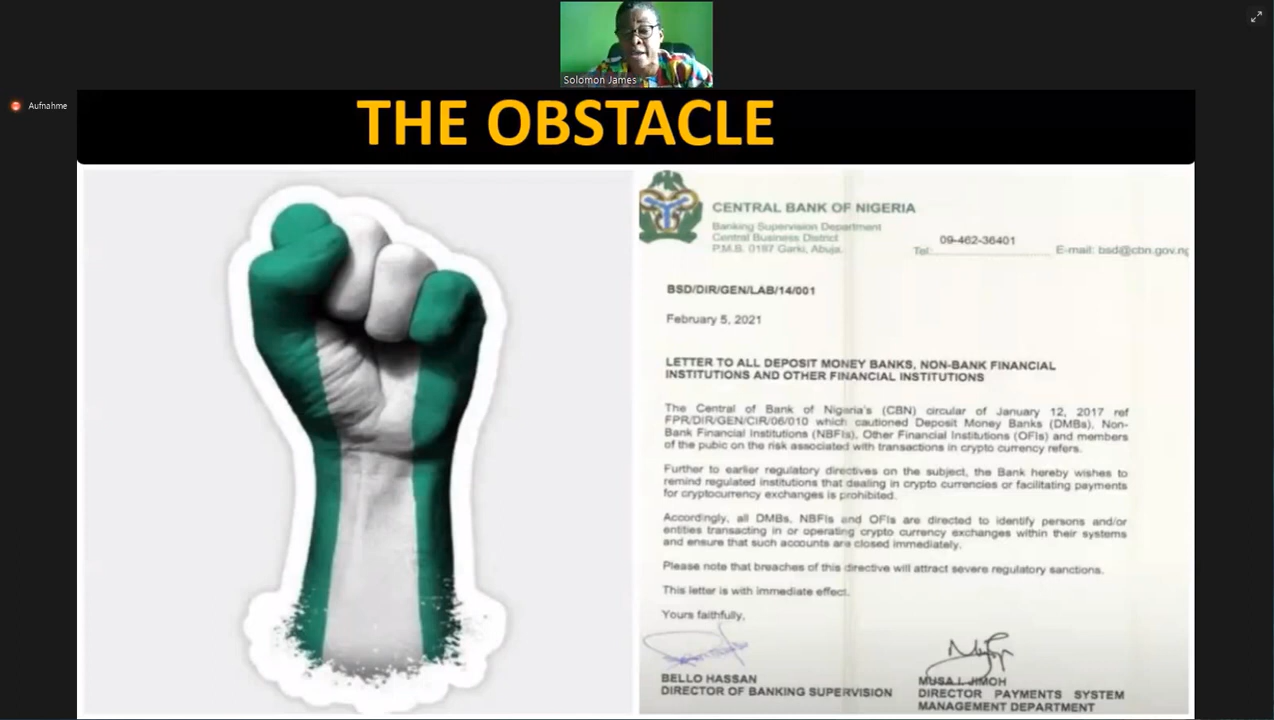 Solomon James
Aufnahme
THE OBSTACLE
CENTRAL BANK OF NIGERIA
Banking Supervision Department
Central Business District
P.M.B. 0187 Garki, Abuja.
Tel: 09-462-36401 E-mail: bsd@cbn.gov.ng
BSD/DIR/GEN/LAB/14/001
February 5, 2021
LETTER TO ALL DEPOSIT MONEY BANKS, NON-BANK FINANCIAL
INSTITUTIONS AND OTHER FINANCIAL INSTITUTIONS
The Central of Bank of Nigeria's (CBN) circular of January 12, 2017 ref
FPR/DIR/GEN/CIR/06/010 which cautioned Deposit Money Banks (DMBs), Non-
Bank Financial Institutions (NBFIs), Other Financial Institutions (OFIs) and members
of the pubic on the risk associated with transactions in crypto currency refers.
Further to earlier regulatory directives on the subject, the Bank hereby wishes to
remind regulated institutions that dealing in crypto currencies or facilitating payments
for cryptocurrency exchanges is prohibited.
Accordingly, all DMBs, NBFIs and OFIs are directed to identify persons and/or
entities transacting in or operating crypto currency exchanges within their systems
and ensure that such accounts are closed immediately.
Please note that breaches of this directive will attract severe regulatory sanctions.
This letter is with immediate effect.
Yours faithfully,
BELLO HASSAN
DIRECTOR OF BANKING SUPERVISION
MUSA I. JIMOH
DIRECTOR PAYMENTS SYSTEM
MANAGEMENT DEPARTMENT